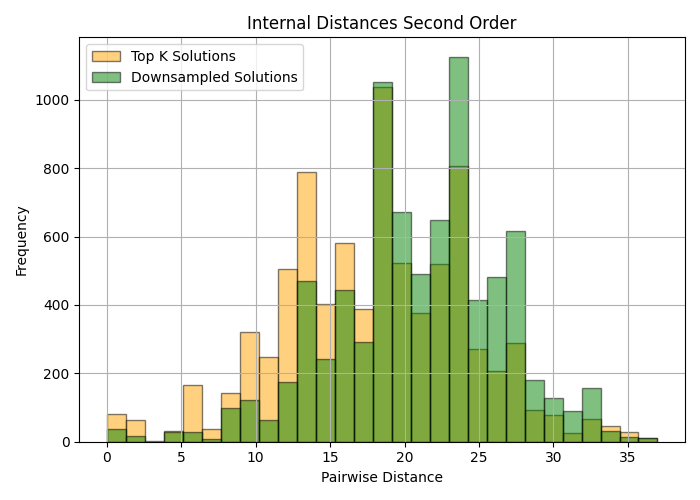 Internal Distances Second Order
Top K Solutions
Downsampled Solutions
Frequency
1000
800
600
400
200
0
0 5 10 15 20 25 30 35
Pairwise Distance